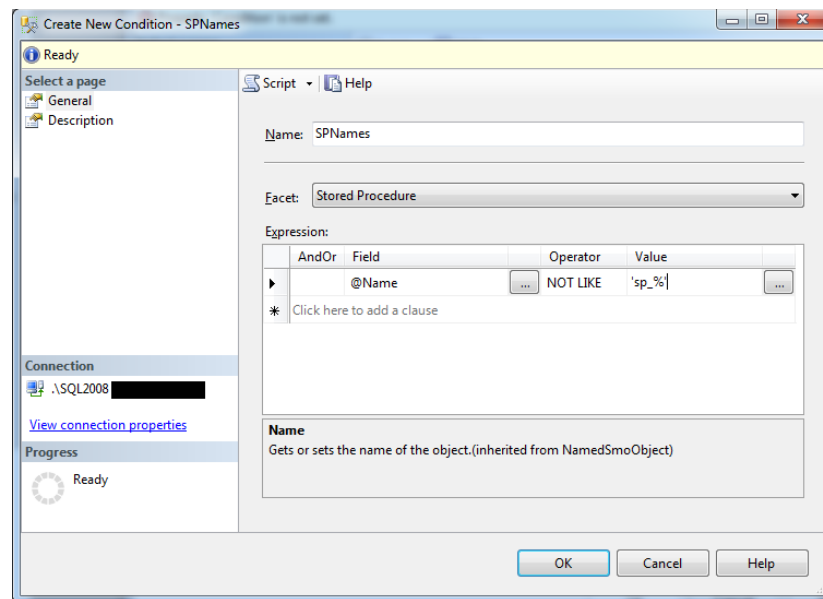 Create New Condition - SPNames
Ready
Select a page
General
Description
Script
Help
Name: SPNames
Facet: Stored Procedure
Expression:
AndOr Field Operator Value
@Name ... NOT LIKE 'sp_%' ...
Click here to add a clause
Connection
.\SQL2008
View connection properties
Name
Gets or sets the name of the object.(inherited from NamedSmoObject)
Progress
Ready
OK Cancel Help